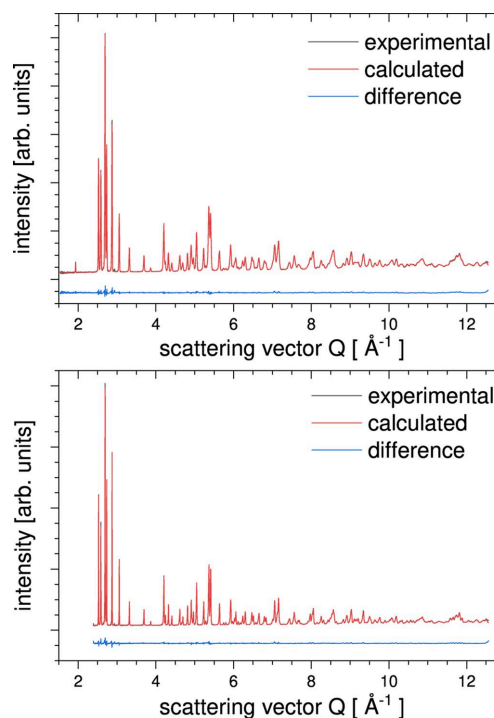 intensity [arb. units]
experimental
calculated
difference
2 4 6 8 10 12
scattering vector Q [ Å-1 ]
intensity [arb. units]
experimental
calculated
difference
2 4 6 8 10 12
scattering vector Q [ Å-1 ]